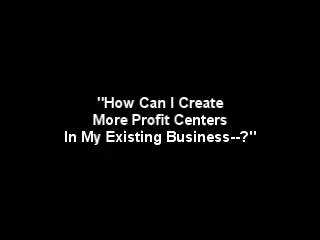 "How Can I Create
More Profit Centers
In My Existing Business--?"